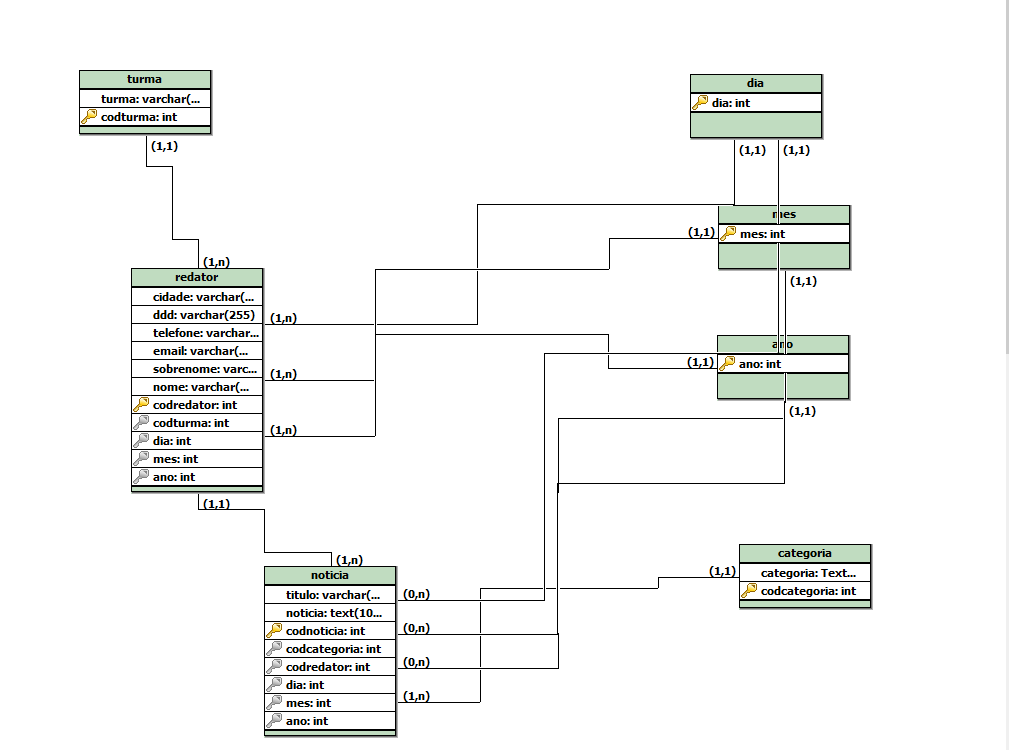 turma
turma: varchar(...
codturma: int
(1,1)
dia
dia: int
(1,1)
(1,1)
mes
mes: int
(1,1)
(1,1)
ano
ano: int
(1,1)
(1,1)
(1,n)
redator
cidade: varchar(...
ddd: varchar(255)
telefone: varchar...
email: varchar(...
sobrenome: varc...
nome: varchar(...
codredator: int
codturma: int
dia: int
mes: int
ano: int
(1,n)
(1,n)
(1,n)
(1,1)
(1,n)
noticia
titulo: varchar(...
noticia: text(10...
codnoticia: int
codcategoria: int
codredator: int
dia: int
mes: int
ano: int
(0,n)
(0,n)
(0,n)
(1,n)
(1,1)
categoria
categoria: Text...
codcategoria: int